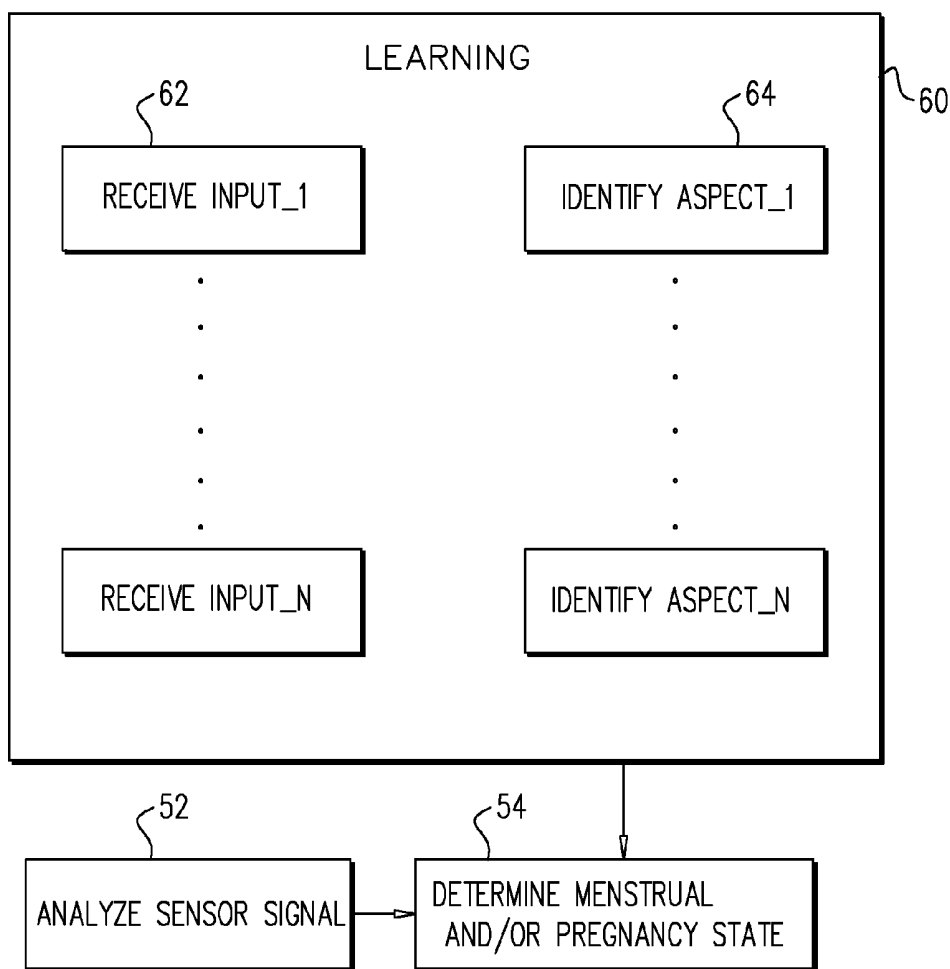 LEARNING
60
62
64
RECEIVE INPUT_1
IDENTIFY ASPECT_1
RECEIVE INPUT_N
IDENTIFY ASPECT_N
52
54
ANALYZE SENSOR SIGNAL
DETERMINE MENSTRUAL
AND/OR PREGNANCY STATE